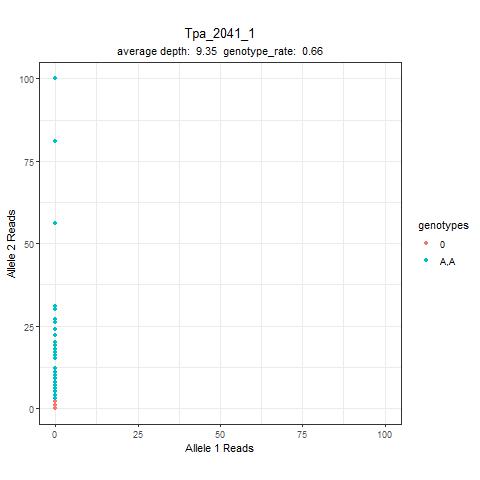 Tpa_2041_1
average depth: 9.35 genotype_rate: 0.66
100
75
50
25
0
Allele 2 Reads
0 25 50 75 100
Allele 1 Reads
genotypes
0
A,A